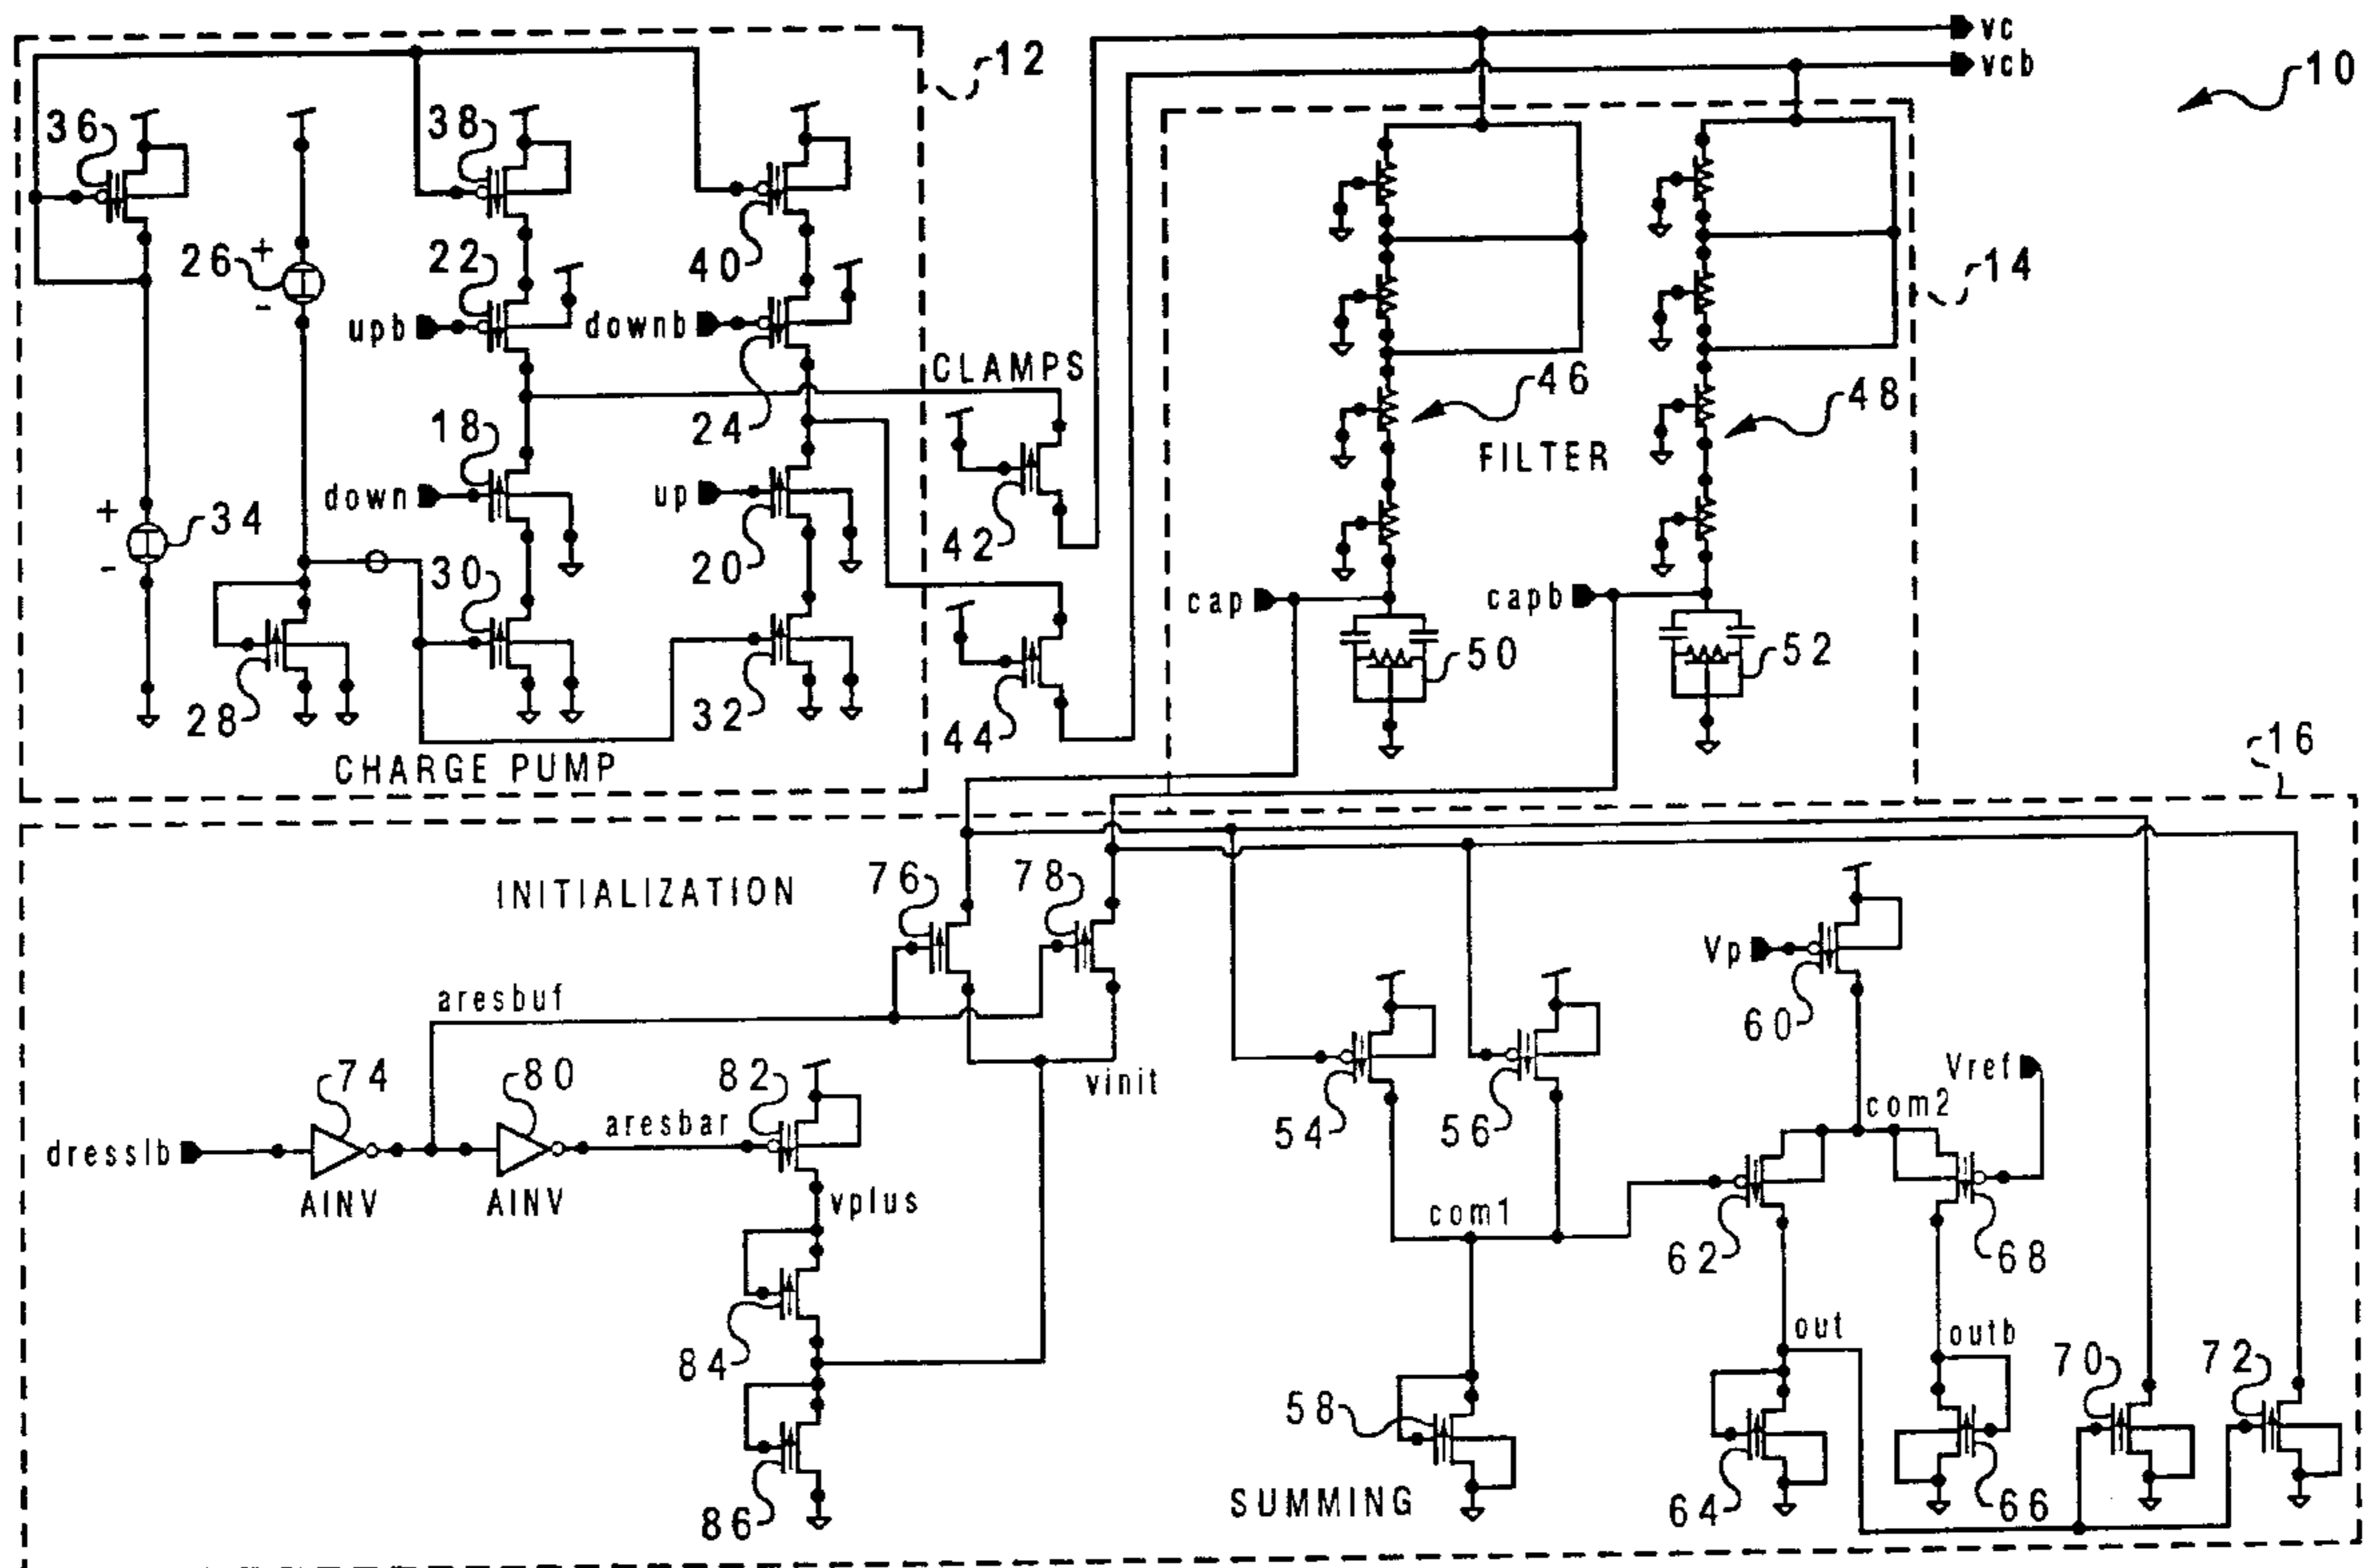 vc
vcb
10
12
36
38
40
26
+
-
22
upb
downb
24
14
CLAMPS
46
48
FILTER
18
down
up
20
42
+
34
-
30
28
32
44
cap
capb
50
52
CHARGE PUMP
16
INITIALIZATION
76
78
Vp
60
aresbuf
vinit
54
56
Vref
com2
dresslb
74
AINV
80
AINV
aresbar
82
vplus
com1
62
68
84
out
outb
70
72
58
86
SUMMING
64
66